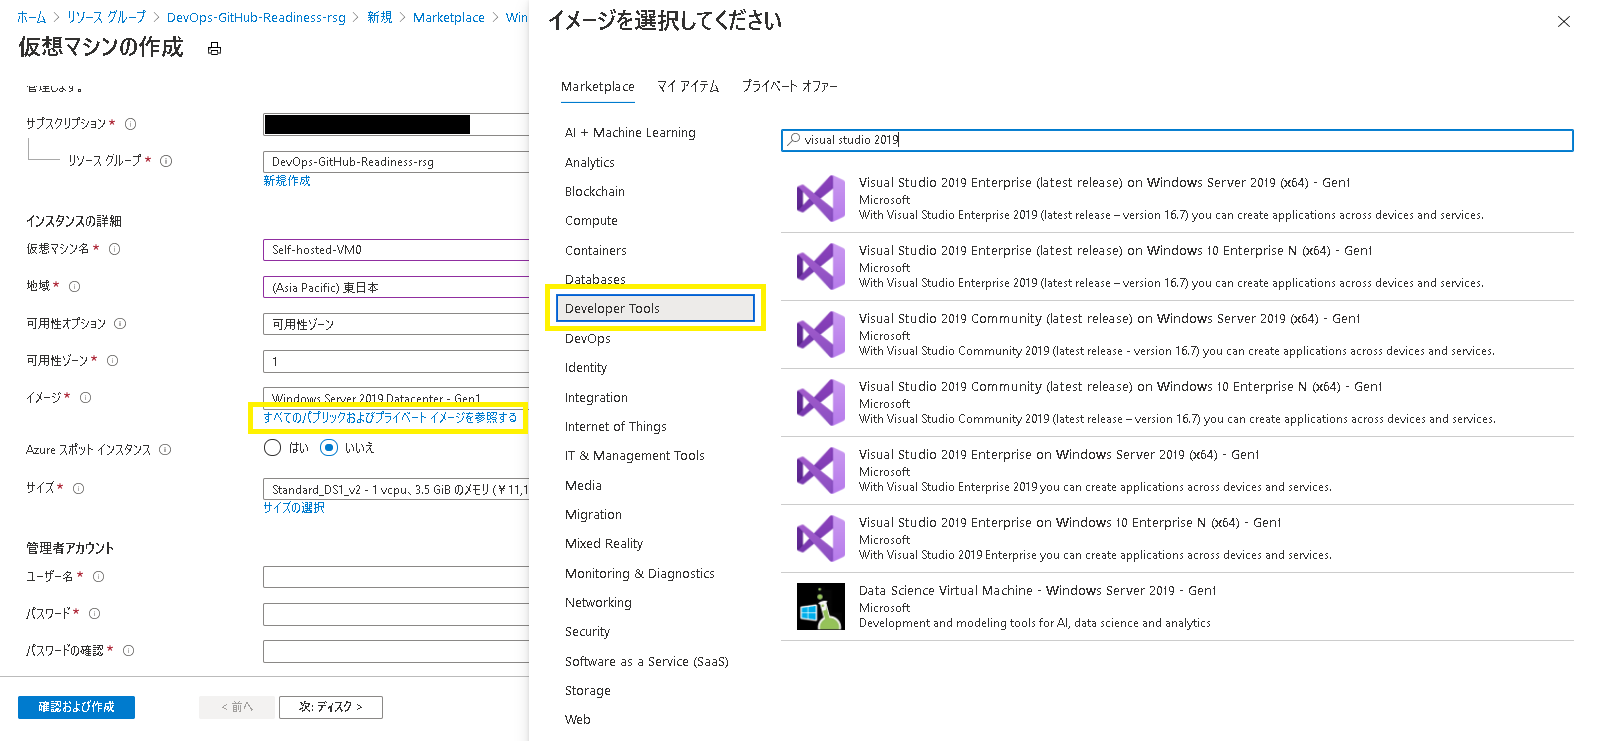 ホーム > リソース グループ > DevOps-GitHub-Readiness-rsg > 新規 > Marketplace > Win
仮想マシンの作成
管理します。
サブスクリプション *
リソース グループ *
DevOps-GitHub-Readiness-rsg
新規作成
インスタンスの詳細
仮想マシン名 *
Self-hosted-VM0
地域 *
(Asia Pacific) 東日本
可用性オプション
可用性ゾーン
可用性ゾーン *
1
イメージ *
Windows Server 2019 Datacenter - Gen1
すべてのパブリックおよびプライベート イメージを参照する
Azure スポット インスタンス
はい いいえ
サイズ *
Standard_DS1_v2 - 1 vcpu、3.5 GiB のメモリ (¥11,1
サイズの選択
管理者アカウント
ユーザー名 *
パスワード *
パスワードの確認 *
確認および作成
< 前へ
次: ディスク >
イメージを選択してください
Marketplace マイ アイテム プライベート オファー
AI + Machine Learning
Analytics
Blockchain
Compute
Containers
Databases
Developer Tools
DevOps
Identity
Integration
Internet of Things
IT & Management Tools
Media
Migration
Mixed Reality
Monitoring & Diagnostics
Networking
Security
Software as a Service (SaaS)
Storage
Web
visual studio 2019
Visual Studio 2019 Enterprise (latest release) on Windows Server 2019 (x64) - Gen1
Microsoft
With Visual Studio Enterprise 2019 (latest release – version 16.7) you can create applications across devices and services.
Visual Studio 2019 Enterprise (latest release) on Windows 10 Enterprise N (x64) - Gen1
Microsoft
With Visual Studio Enterprise 2019 (latest release – version 16.7) you can create applications across devices and services.
Visual Studio 2019 Community (latest release) on Windows Server 2019 (x64) - Gen1
Microsoft
With Visual Studio Community 2019 (latest release - version 16.7) you can create applications across devices and services.
Visual Studio 2019 Community (latest release) on Windows 10 Enterprise N (x64) - Gen1
Microsoft
With Visual Studio Community 2019 (latest release – version 16.7) you can create applications across devices and services.
Visual Studio 2019 Enterprise on Windows Server 2019 (x64) - Gen1
Microsoft
With Visual Studio Enterprise 2019 you can create applications across devices and services.
Visual Studio 2019 Enterprise on Windows 10 Enterprise N (x64) - Gen1
Microsoft
With Visual Studio 2019 Enterprise you can create applications across devices and services.
Data Science Virtual Machine - Windows Server 2019 - Gen1
Microsoft
Development and modeling tools for AI, data science and analytics